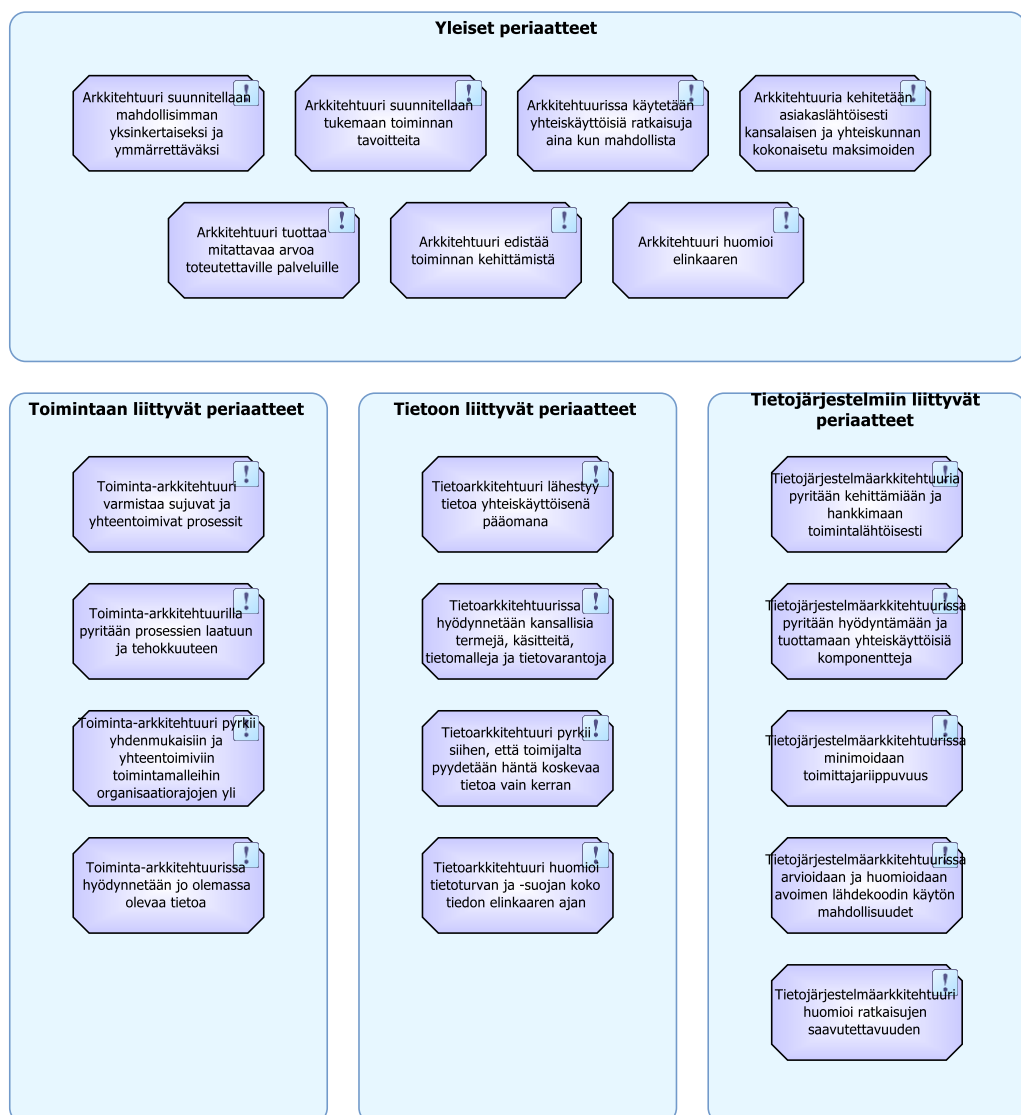 Yleiset periaatteet
Arkkitehtuuri suunnitellaan
mahdollisimman
yksinkertaiseksi ja
ymmärrettäväksi
Arkkitehtuuri suunnitellaan
tukemaan toiminnan
tavoitteita
Arkkitehtuurissa käytetään
yhteiskäyttöisiä ratkaisuja
aina kun mahdollista
Arkkitehtuuria kehitetään
asiakaslähtöisesti
kansalaisen ja yhteiskunnan
kokonaisetu maksimoiden
Arkkitehtuuri tuottaa
mitattavaa arvoa
toteutettaville palveluille
Arkkitehtuuri edistää
toiminnan kehittämistä
Arkkitehtuuri huomioi
elinkaaren
Toimintaan liittyvät periaatteet
Toiminta-arkkitehtuuri
varmistaa sujuvat ja
yhteentoimivat prosessit
Toiminta-arkkitehtuurilla
pyritään prosessien laatuun
ja tehokkuuteen
Toiminta-arkkitehtuuri pyrkii
yhdenmukaisiin ja
yhteentoimiviin
toimintamalleihin
organisaatiorajojen yli
Toiminta-arkkitehtuurissa
hyödynnetään jo olemassa
olevaa tietoa
Tietoon liittyvät periaatteet
Tietoarkkitehtuuri lähestyy
tietoa yhteiskäyttöisenä
pääomana
Tietoarkkitehtuurissa
hyödynnetään kansallisia
termejä, käsitteitä,
tietomalleja ja tietovarantoja
Tietoarkkitehtuuri pyrkii
siihen, että toimijalta
pyydetään häntä koskevaa
tietoa vain kerran
Tietoarkkitehtuuri huomioi
tietoturvan ja -suojan koko
tiedon elinkaaren ajan
Tietojärjestelmiin liittyvät
periaatteet
Tietojärjestelmäarkkitehtuuria
pyritään kehittämiään ja
hankkimaan
toimintalähtöisesti
Tietojärjestelmäarkkitehtuurissa
pyritään hyödyntämään ja
tuottamaan yhteiskäyttöisiä
komponentteja
Tietojärjestelmäarkkitehtuurissa
minimoidaan
toimittajariippuvuus
Tietojärjestelmäarkkitehtuurissa
arvioidaan ja huomioidaan
avoimen lähdekoodin käytön
mahdollisuudet
Tietojärjestelmäarkkitehtuuri
huomioi ratkaisujen
saavutettavuuden